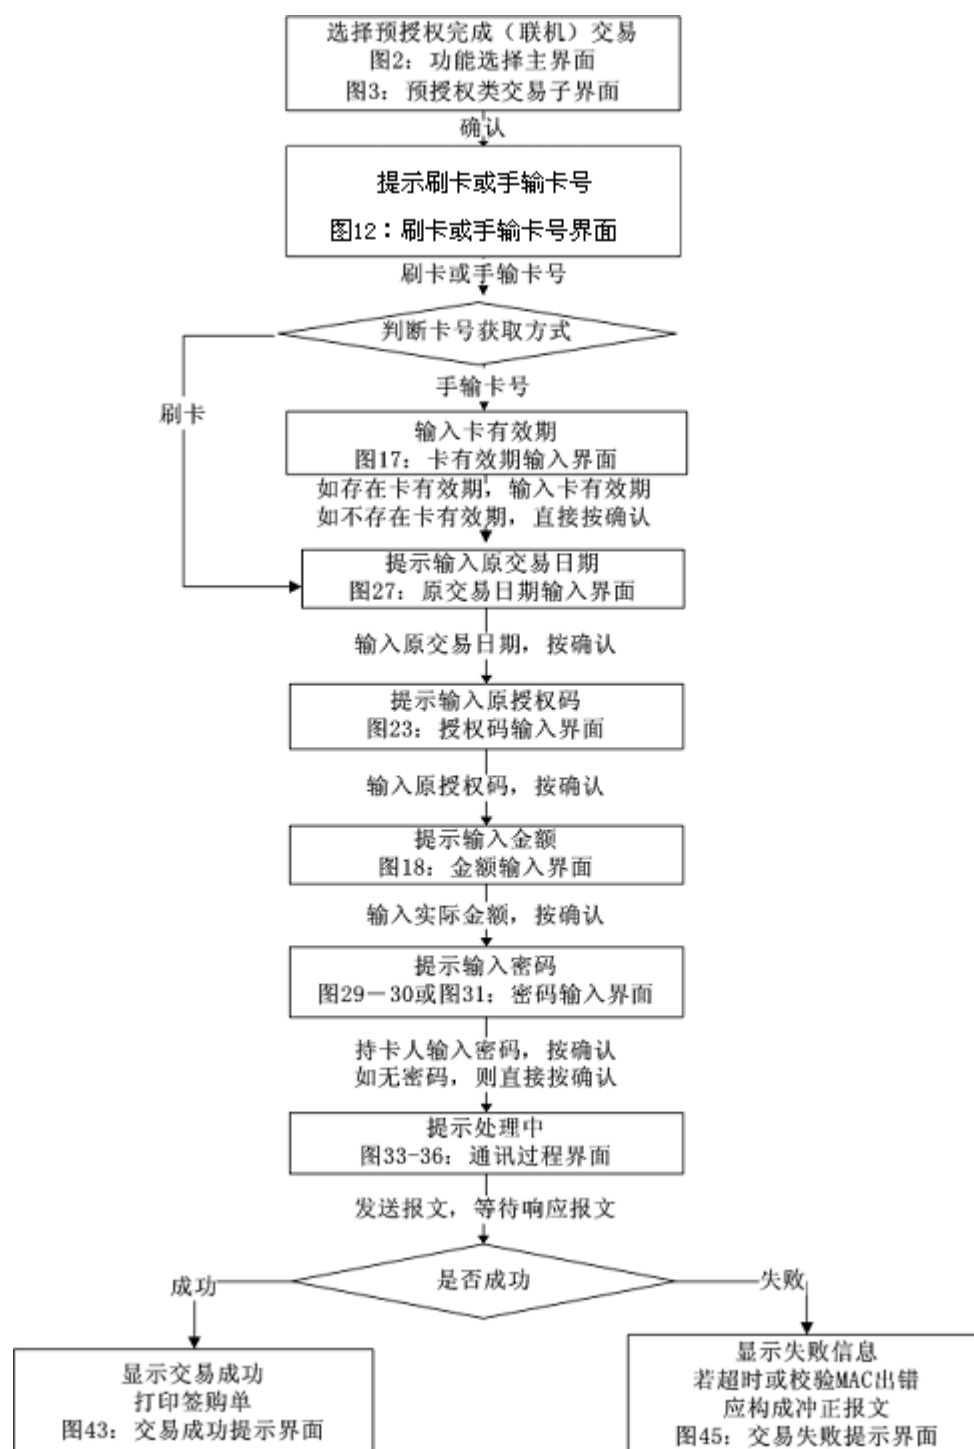 选择预授权完成（联机）交易
图2：功能选择主界面
图3：预授权类交易子界面
确认
提示刷卡或手输卡号
图12：刷卡或手输卡号界面
刷卡或手输卡号
判断卡号获取方式
手输卡号
刷卡
输入卡有效期
图17：卡有效期输入界面
如存在卡有效期，输入卡有效期
如不存在卡有效期，直接按确认
提示输入原交易日期
图27：原交易日期输入界面
输入原交易日期，按确认
提示输入原授权码
图23：授权码输入界面
输入原授权码，按确认
提示输入金额
图18：金额输入界面
输入实际金额，按确认
提示输入密码
图29－30或图31：密码输入界面
持卡人输入密码，按确认
如无密码，则直接按确认
提示处理中
图33-36：通讯过程界面
发送报文，等待响应报文
是否成功
成功
失败
显示交易成功
打印签购单
图43：交易成功提示界面
显示失败信息
若超时或校验MAC出错
应构成冲正报文
图45：交易失败提示界面